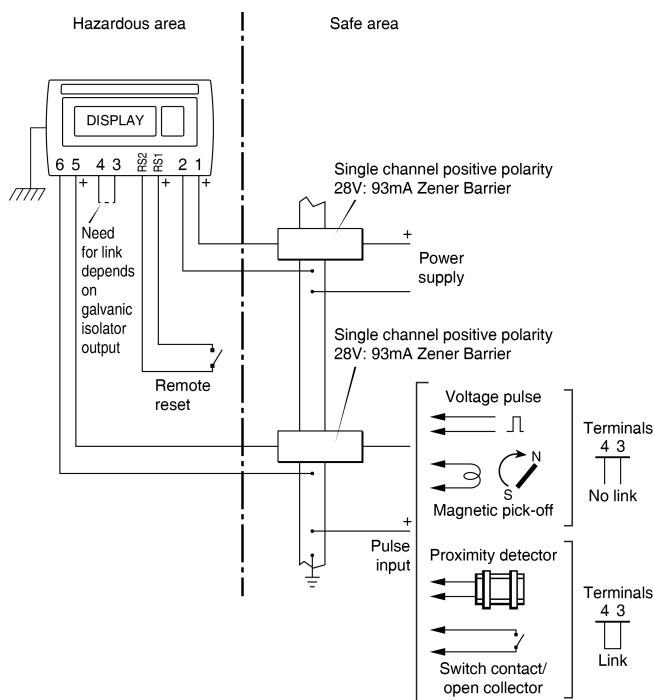 Hazardous area
Safe area
DISPLAY
6 5 4 3 RS2 RS1 2 1
+ + +
Need
for link
depends
on
galvanic
isolator
output
Remote
reset
Single channel positive polarity
28V: 93mA Zener Barrier
+
Power
supply
Single channel positive polarity
28V: 93mA Zener Barrier
+
Pulse
input
Voltage pulse
N
S
Magnetic pick-off
Terminals
4 3
No link
Proximity detector
Switch contact/
open collector
Terminals
4 3
Link